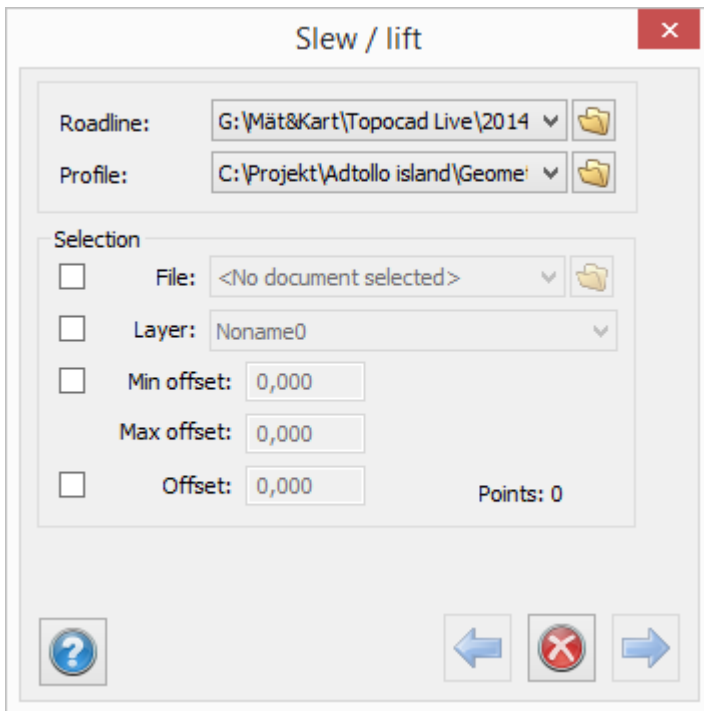 Slew / lift
Roadline: G:\Mät&Kart\Topocad Live\2014
Profile: C:\Projekt\Adtollo island\Geomet
Selection
File: <No document selected>
Layer: Noname0
Min offset: 0,000
Max offset: 0,000
Offset: 0,000 Points: 0